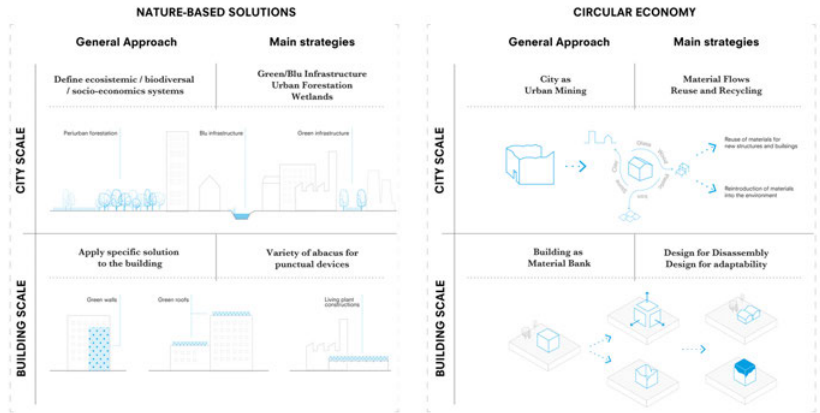 NATURE-BASED SOLUTIONS
General Approach
Main strategies
CITY SCALE
Define ecosistemic / biodiversal
/ socio-economics systems
Green/Blu Infrastructure
Urban Forestation
Wetlands
Periurban forestation
Blu infrastructure
Green infrastructure
BUILDING SCALE
Apply specific solution
to the building
Variety of abacus for
punctual devices
Green walls
Green roofs
Living plant
constructions
CIRCULAR ECONOMY
General Approach
Main strategies
CITY SCALE
City as
Urban Mining
Material Flows
Reuse and Recycling
Glass
Wood
Reuse of materials for
new structures and buildings
Reintroduction of materials
into the environment
BUILDING SCALE
Building as
Material Bank
Design for Disassembly
Design for adaptability